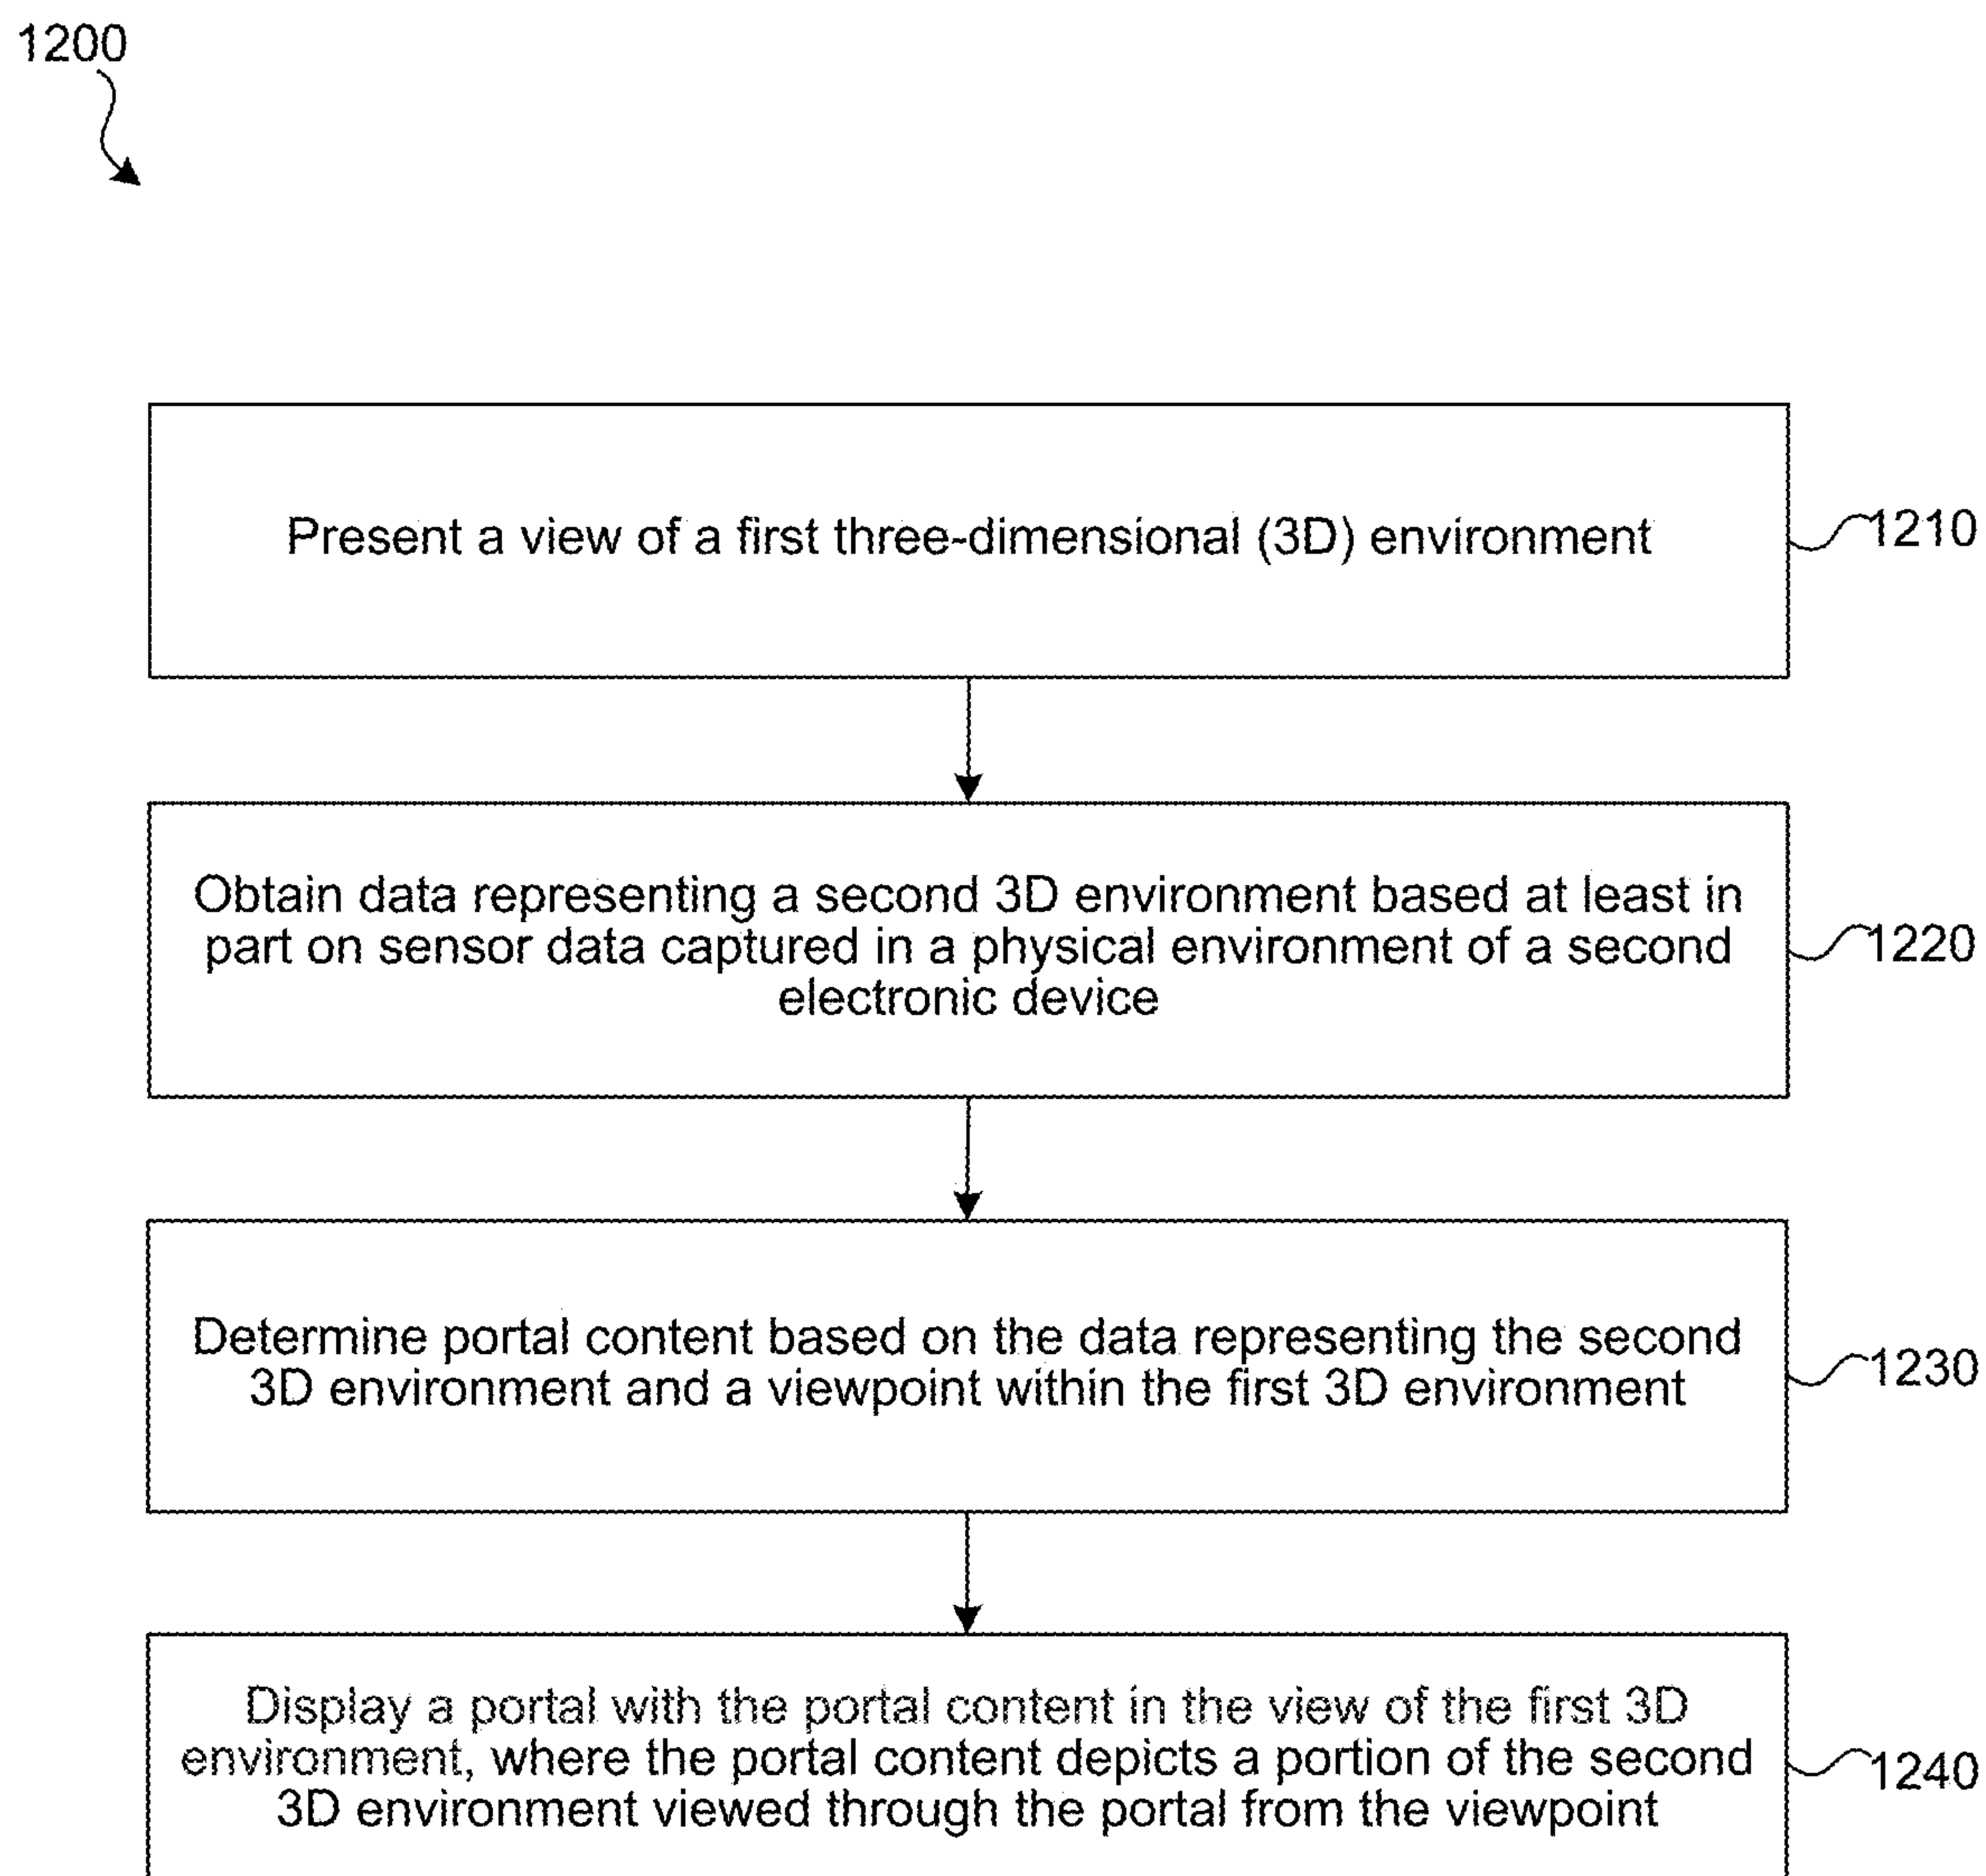 1200
Present a view of a first three-dimensional (3D) environment
1210
Obtain data representing a second 3D environment based at least in
part on sensor data captured in a physical environment of a second
electronic device
1220
Determine portal content based on the data representing the second
3D environment and a viewpoint within the first 3D environment
1230
Display a portal with the portal content in the view of the first 3D
environment, where the portal content depicts a portion of the second
3D environment viewed through the portal from the viewpoint
1240